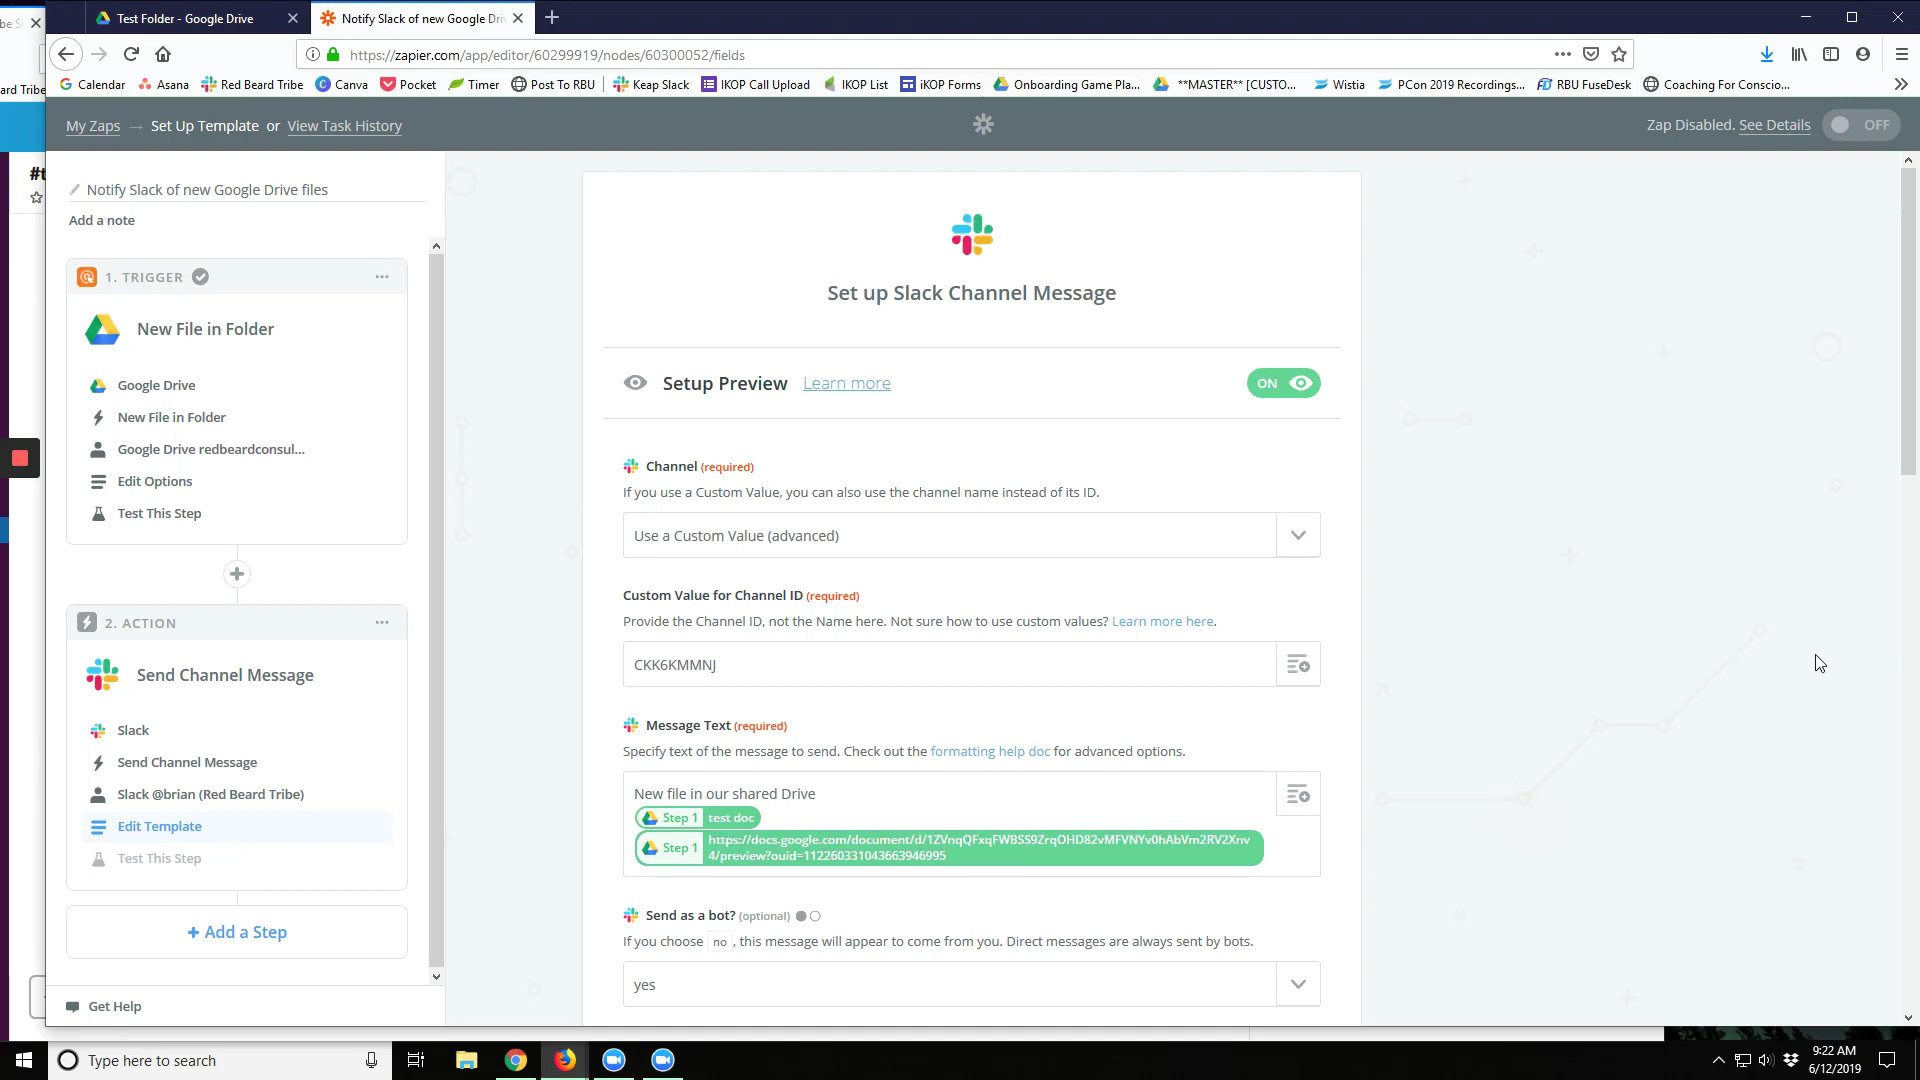 be S
Test Folder - Google Drive
Notify Slack of new Google Dri
https://zapier.com/app/editor/60299919/nodes/60300052/fields
ard Tribe
Calendar
Asana
Red Beard Tribe
Canva
Pocket
Timer
Post To RBU
Keap Slack
IKOP Call Upload
IKOP List
iKOP Forms
Onboarding Game Pla...
**MASTER** [CUSTO...
Wistia
PCon 2019 Recordings...
RBU FuseDesk
Coaching For Conscio...
My Zaps → Set Up Template or View Task History
Zap Disabled. See Details
OFF
#t
Notify Slack of new Google Drive files
Add a note
1. TRIGGER
New File in Folder
Google Drive
New File in Folder
Google Drive redbeardconsul...
Edit Options
Test This Step
2. ACTION
Send Channel Message
Slack
Send Channel Message
Slack @brian (Red Beard Tribe)
Edit Template
Test This Step
+ Add a Step
Get Help
Set up Slack Channel Message
Setup Preview Learn more
ON
Channel (required)
If you use a Custom Value, you can also use the channel name instead of its ID.
Use a Custom Value (advanced)
Custom Value for Channel ID (required)
Provide the Channel ID, not the Name here. Not sure how to use custom values? Learn more here.
CKK6KMMNJ
Message Text (required)
Specify text of the message to send. Check out the formatting help doc for advanced options.
New file in our shared Drive
Step 1 test doc
Step 1 https://docs.google.com/document/d/1ZVnqQFxqFWBSS9ZrqOHD82vMFVNYv0hAbVm2RV2Xnv
4/preview?ouid=112260331043663946995
Send as a bot? (optional)
If you choose no , this message will appear to come from you. Direct messages are always sent by bots.
yes
Type here to search
9:22 AM
6/12/2019